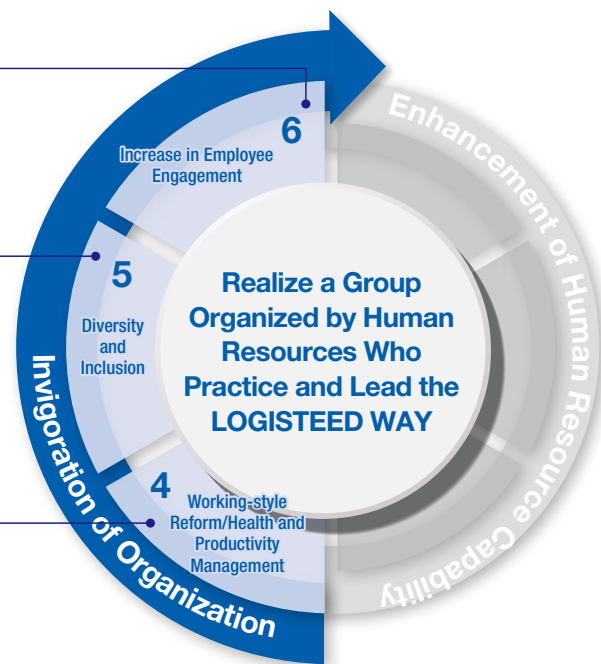 6
Increase in Employee
Engagement
5
Diversity
and
Inclusion
4
Working-style
Reform/Health and
Productivity
Management
Realize a Group
Organized by Human
Resources Who
Practice and Lead the
LOGISTEED WAY
Invigoration of Organization
Enhancement of Human Resource Capability